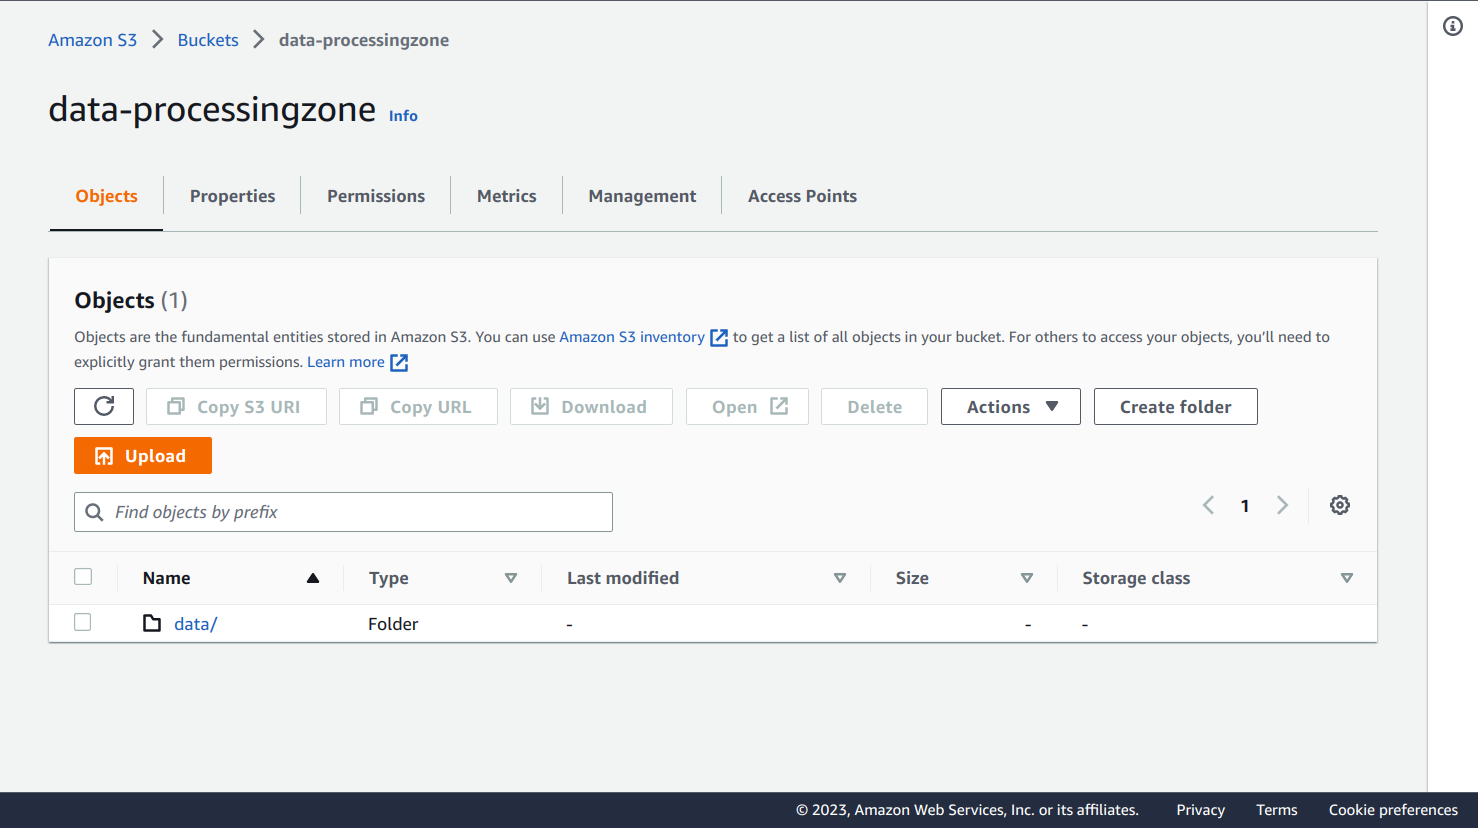 Amazon S3 > Buckets > data-processingzone
data-processingzone Info
Objects Properties Permissions Metrics Management Access Points
Objects (1)
Objects are the fundamental entities stored in Amazon S3. You can use Amazon S3 inventory to get a list of all objects in your bucket. For others to access your objects, you’ll need to
explicitly grant them permissions. Learn more
Copy S3 URI Copy URL Download Open Delete Actions Create folder
Upload
Find objects by prefix
1
Name Type Last modified Size Storage class
data/ Folder - - -
© 2023, Amazon Web Services, Inc. or its affiliates. Privacy Terms Cookie preferences